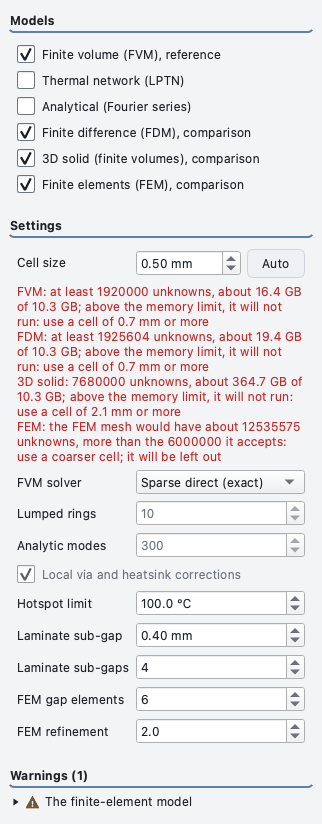 Models
Finite volume (FVM), reference
Thermal network (LPTN)
Analytical (Fourier series)
Finite difference (FDM), comparison
3D solid (finite volumes), comparison
Finite elements (FEM), comparison
Settings
Cell size 0.50 mm Auto
FVM: at least 1920000 unknowns, about 16.4 GB
of 10.3 GB; above the memory limit, it will not
run: use a cell of 0.7 mm or more
FDM: at least 1925604 unknowns, about 19.4 GB
of 10.3 GB; above the memory limit, it will not
run: use a cell of 0.7 mm or more
3D solid: 7680000 unknowns, about 364.7 GB of
10.3 GB; above the memory limit, it will not run:
use a cell of 2.1 mm or more
FEM: the FEM mesh would have about 12535575
unknowns, more than the 6000000 it accepts:
use a coarser cell; it will be left out
FVM solver Sparse direct (exact)
Lumped rings 10
Analytic modes 300
Local via and heatsink corrections
Hotspot limit 100.0 °C
Laminate sub-gap 0.40 mm
Laminate sub-gaps 4
FEM gap elements 6
FEM refinement 2.0
Warnings (1)
The finite-element model